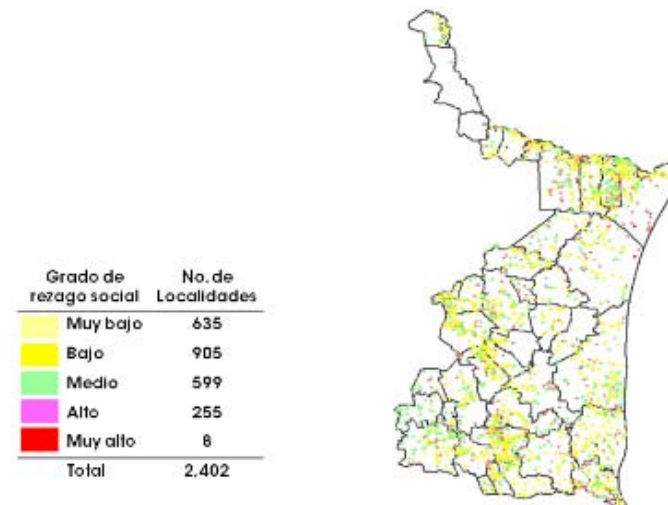 Grado de rezago social No. de Localidades
Muy bajo 635
Bajo 905
Medio 599
Alto 255
Muy alto 8
Total 2,402